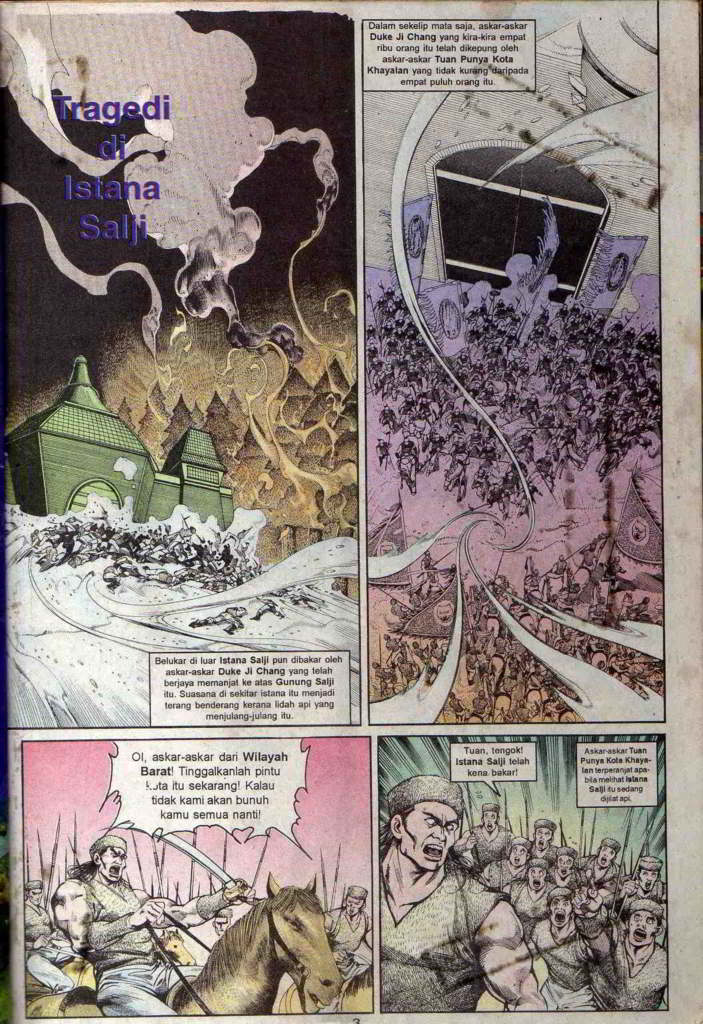 Tragedi
di
Istana
Salji
Belukar di luar Istana Salji pun dibakar oleh
askar-askar Duke Ji Chang yang telah
berjaya memanjat ke atas Gunung Salji
itu. Suasana di sekitar istana itu menjadi
terang benderang kerana lidah api yang
menjulang-julang itu.
Dalam sekelip mata saja, askar-askar
Duke Ji Chang yang kira-kira empat
ribu orang itu telah dikepung oleh
askar-askar Tuan Punya Kota
Khayalan yang tidak kurang daripada
empat puluh orang itu.
OI, askar-askar dari Wilayah
Barat! Tinggalkanlah pintu
kota itu sekarang! Kalau
tidak kami akan bunuh
kamu semua nanti!
Tuan, tengok!
Istana Salji telah
kena bakar!
Askar-askar Tuan
Punya Kota Khaya-
lan terperanjat apa-
bila melihat Istana
Salji itu sedang
dijilat api.
3